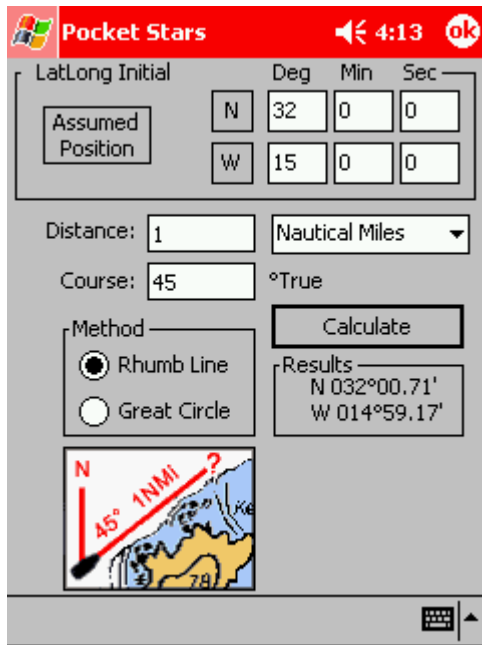 Pocket Stars 4:13 ok
LatLong Initial Deg Min Sec
Assumed Position N 32 0 0
W 15 0 0
Distance: 1 Nautical Miles
Course: 45 °True
Method
Rhumb Line
Great Circle
Calculate
Results
N 032°00.71'
W 014°59.17'
N
45° 1NMi ?
Ke
78